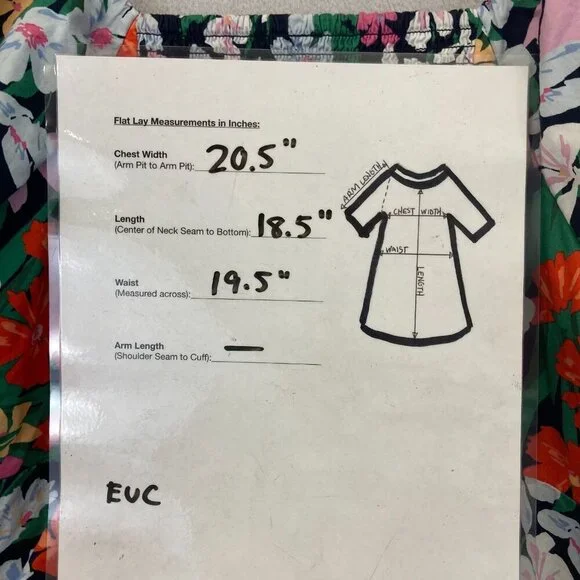 Flat Lay Measurements in Inches:
Chest Width
(Arm Pit to Arm Pit): 20.5"
Length
(Center of Neck Seam to Bottom): 18.5"
Waist
(Measured across): 19.5"
Arm Length
(Shoulder Seam to Cuff): —
EUC
ARM LENGTH
CHEST WIDTH
WAIST
LENGTH